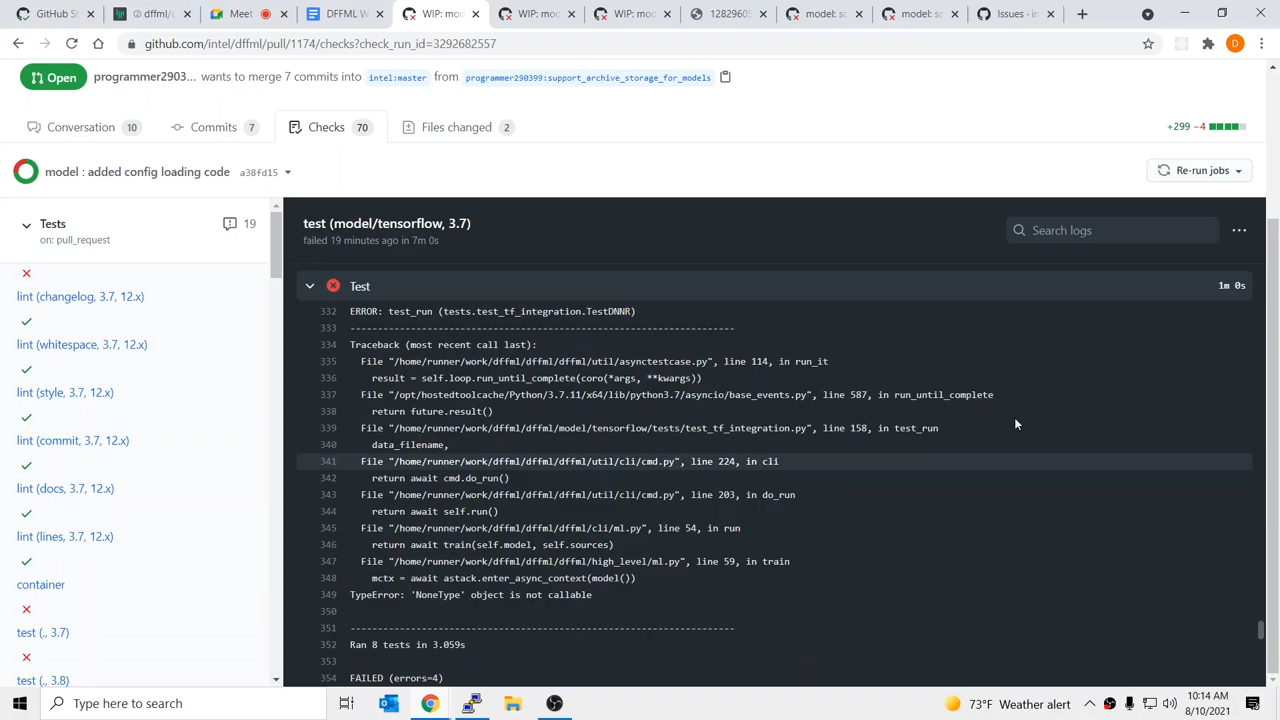 GitHub St
② dffml/
Meet
DFFML W
WIP: mod
WIP: mo
WIP: mod
12829605
model: sc
model: sc
Issues · in
github.com/intel/dffml/pull/1174/checks?check_run_id=3292682557
D
Open
programmer2903... wants to merge 7 commits into intel:master from programmer290399:support_archive_storage_for_models
Conversation 10
Commits 7
Checks 70
Files changed 2
+299 −4
model : added config loading code a38fd15
Re-run jobs
Tests
19
on: pull_request
lint (changelog, 3.7, 12.x)
lint (whitespace, 3.7, 12.x)
lint (style, 3.7, 12.x)
lint (commit, 3.7, 12.x)
lint (docs, 3.7, 12.x)
lint (lines, 3.7, 12.x)
container
test (., 3.7)
test (., 3.8)
test (model/tensorflow, 3.7)
failed 19 minutes ago in 7m 0s
Search logs
Test
1m 0s
332 ERROR: test_run (tests.test_tf_integration.TestDNNR)
333 ----------------------------------------------------------------------
334 Traceback (most recent call last):
335 File "/home/runner/work/dffml/dffml/dffml/util/asynctestcase.py", line 114, in run_it
336 result = self.loop.run_until_complete(coro(*args, **kwargs))
337 File "/opt/hostedtoolcache/Python/3.7.11/x64/lib/python3.7/asyncio/base_events.py", line 587, in run_until_complete
338 return future.result()
339 File "/home/runner/work/dffml/dffml/model/tensorflow/tests/test_tf_integration.py", line 158, in test_run
340 data_filename,
341 File "/home/runner/work/dffml/dffml/dffml/util/cli/cmd.py", line 224, in cli
342 return await cmd.do_run()
343 File "/home/runner/work/dffml/dffml/dffml/util/cli/cmd.py", line 203, in do_run
344 return await self.run()
345 File "/home/runner/work/dffml/dffml/dffml/cli/ml.py", line 54, in run
346 return await train(self.model, self.sources)
347 File "/home/runner/work/dffml/dffml/dffml/high_level/ml.py", line 59, in train
348 mctx = await astack.enter_async_context(model())
349 TypeError: 'NoneType' object is not callable
350
351 ----------------------------------------------------------------------
352 Ran 8 tests in 3.059s
353
354 FAILED (errors=4)
Type here to search
73°F Weather alert
10:14 AM
8/10/2021